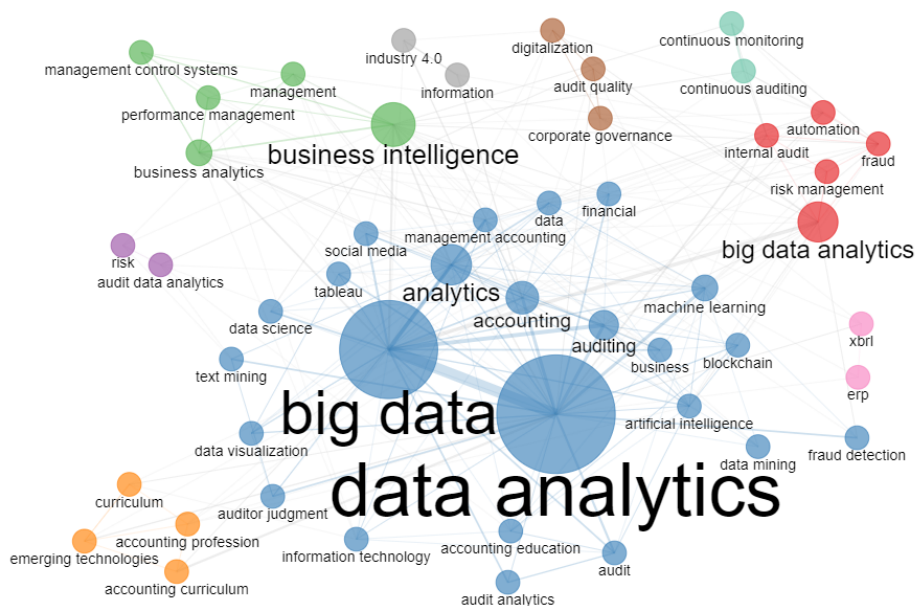 continuous monitoring
digitalization
industry 4.0
management control systems
management
information
audit quality
continuous auditing
performance management
corporate governance
automation
business intelligence
internal audit
fraud
business analytics
risk management
data
financial
management accounting
social media
big data analytics
risk
audit data analytics
tableau
analytics
accounting
machine learning
data science
auditing
xbrl
business
blockchain
text mining
erp
big data
artificial intelligence
data visualization
data mining
fraud detection
data analytics
curriculum
auditor judgment
accounting profession
emerging technologies
information technology
accounting education
audit
accounting curriculum
audit analytics